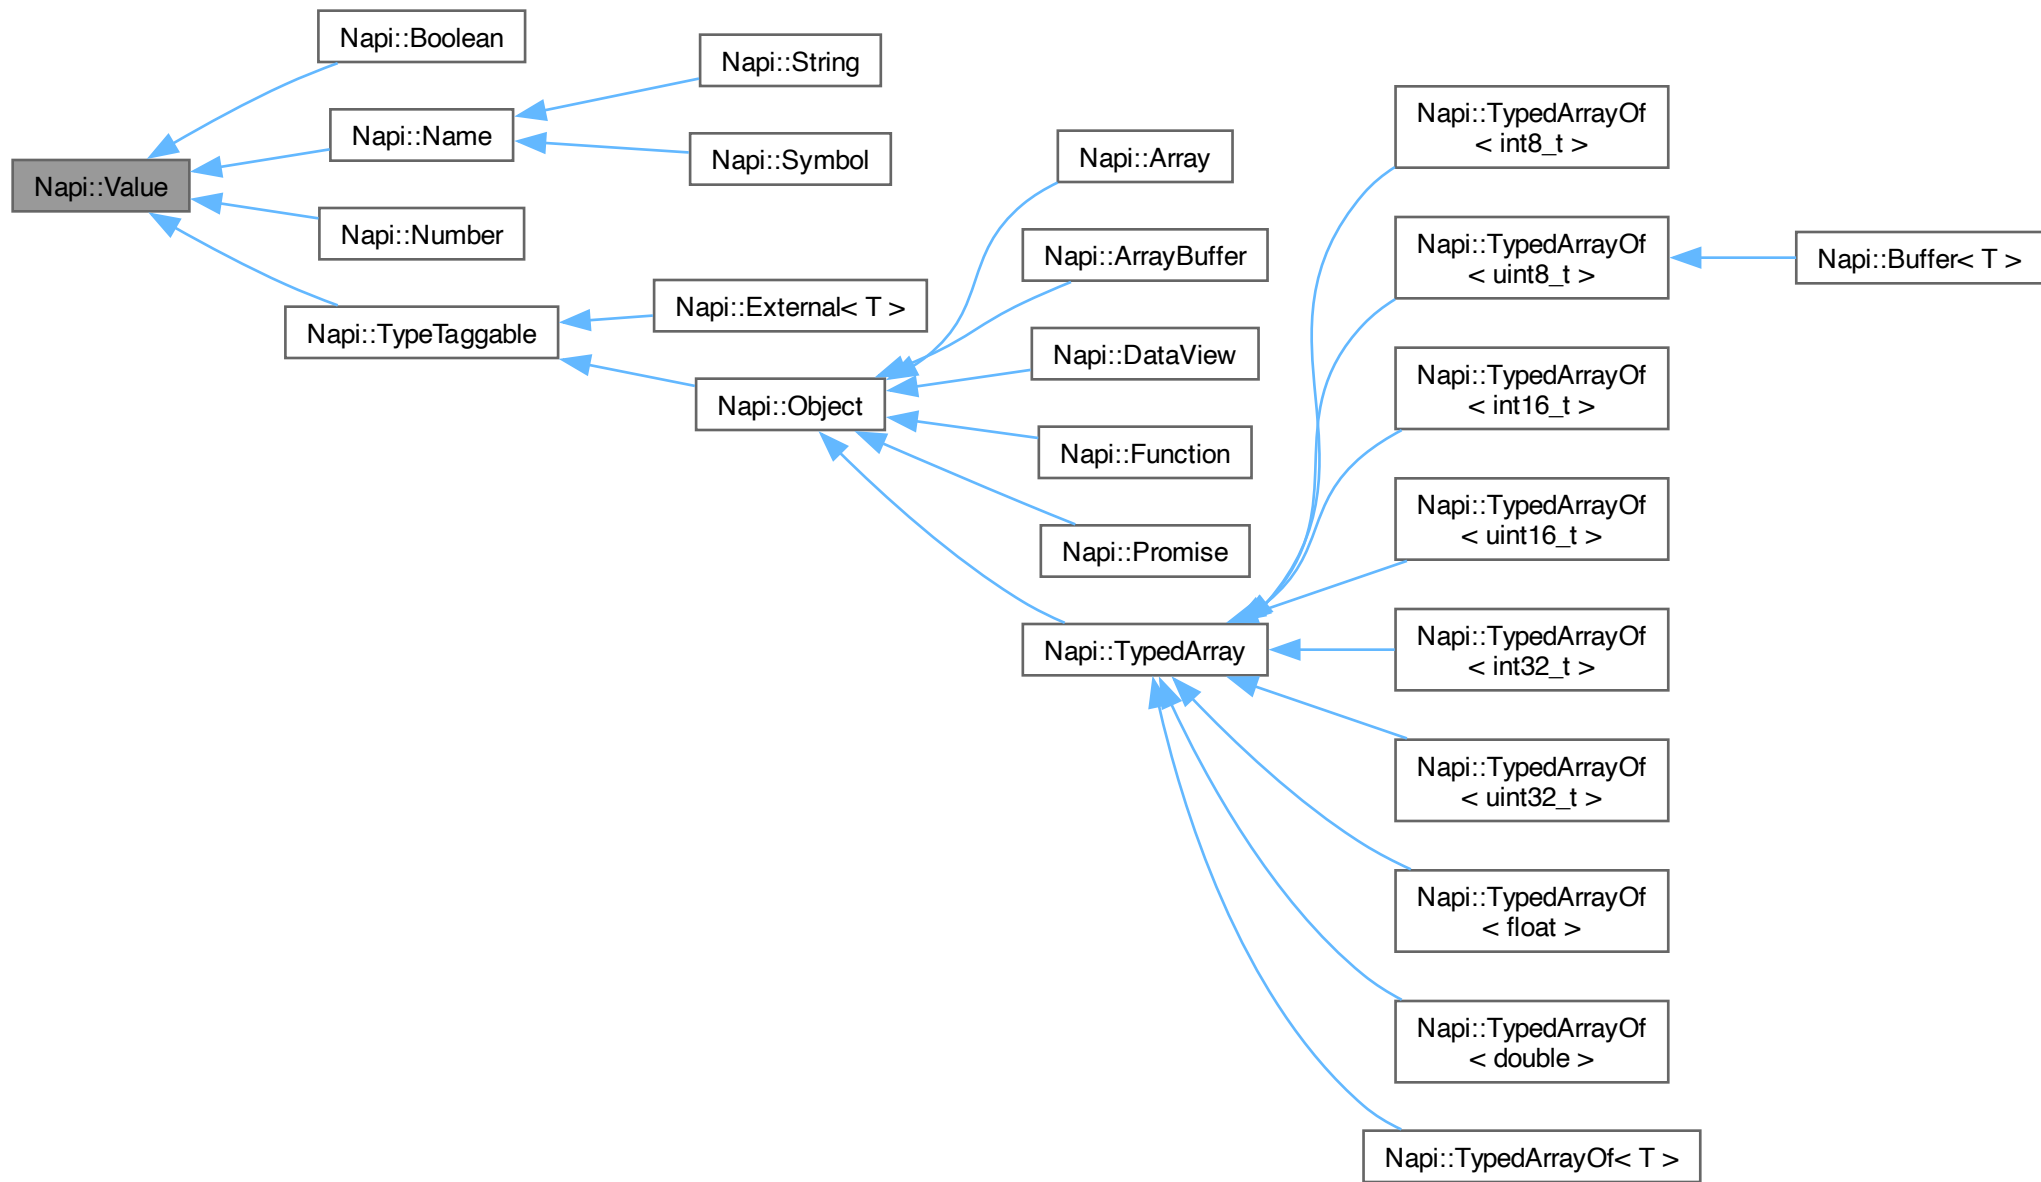 Napi::Value
Napi::Boolean
Napi::Name
Napi::Number
Napi::TypeTaggable
Napi::String
Napi::Symbol
Napi::External< T >
Napi::Object
Napi::Array
Napi::ArrayBuffer
Napi::DataView
Napi::Function
Napi::Promise
Napi::TypedArray
Napi::TypedArrayOf
< int8_t >
Napi::TypedArrayOf
< uint8_t >
Napi::TypedArrayOf
< int16_t >
Napi::TypedArrayOf
< uint16_t >
Napi::TypedArrayOf
< int32_t >
Napi::TypedArrayOf
< uint32_t >
Napi::TypedArrayOf
< float >
Napi::TypedArrayOf
< double >
Napi::TypedArrayOf< T >
Napi::Buffer< T >